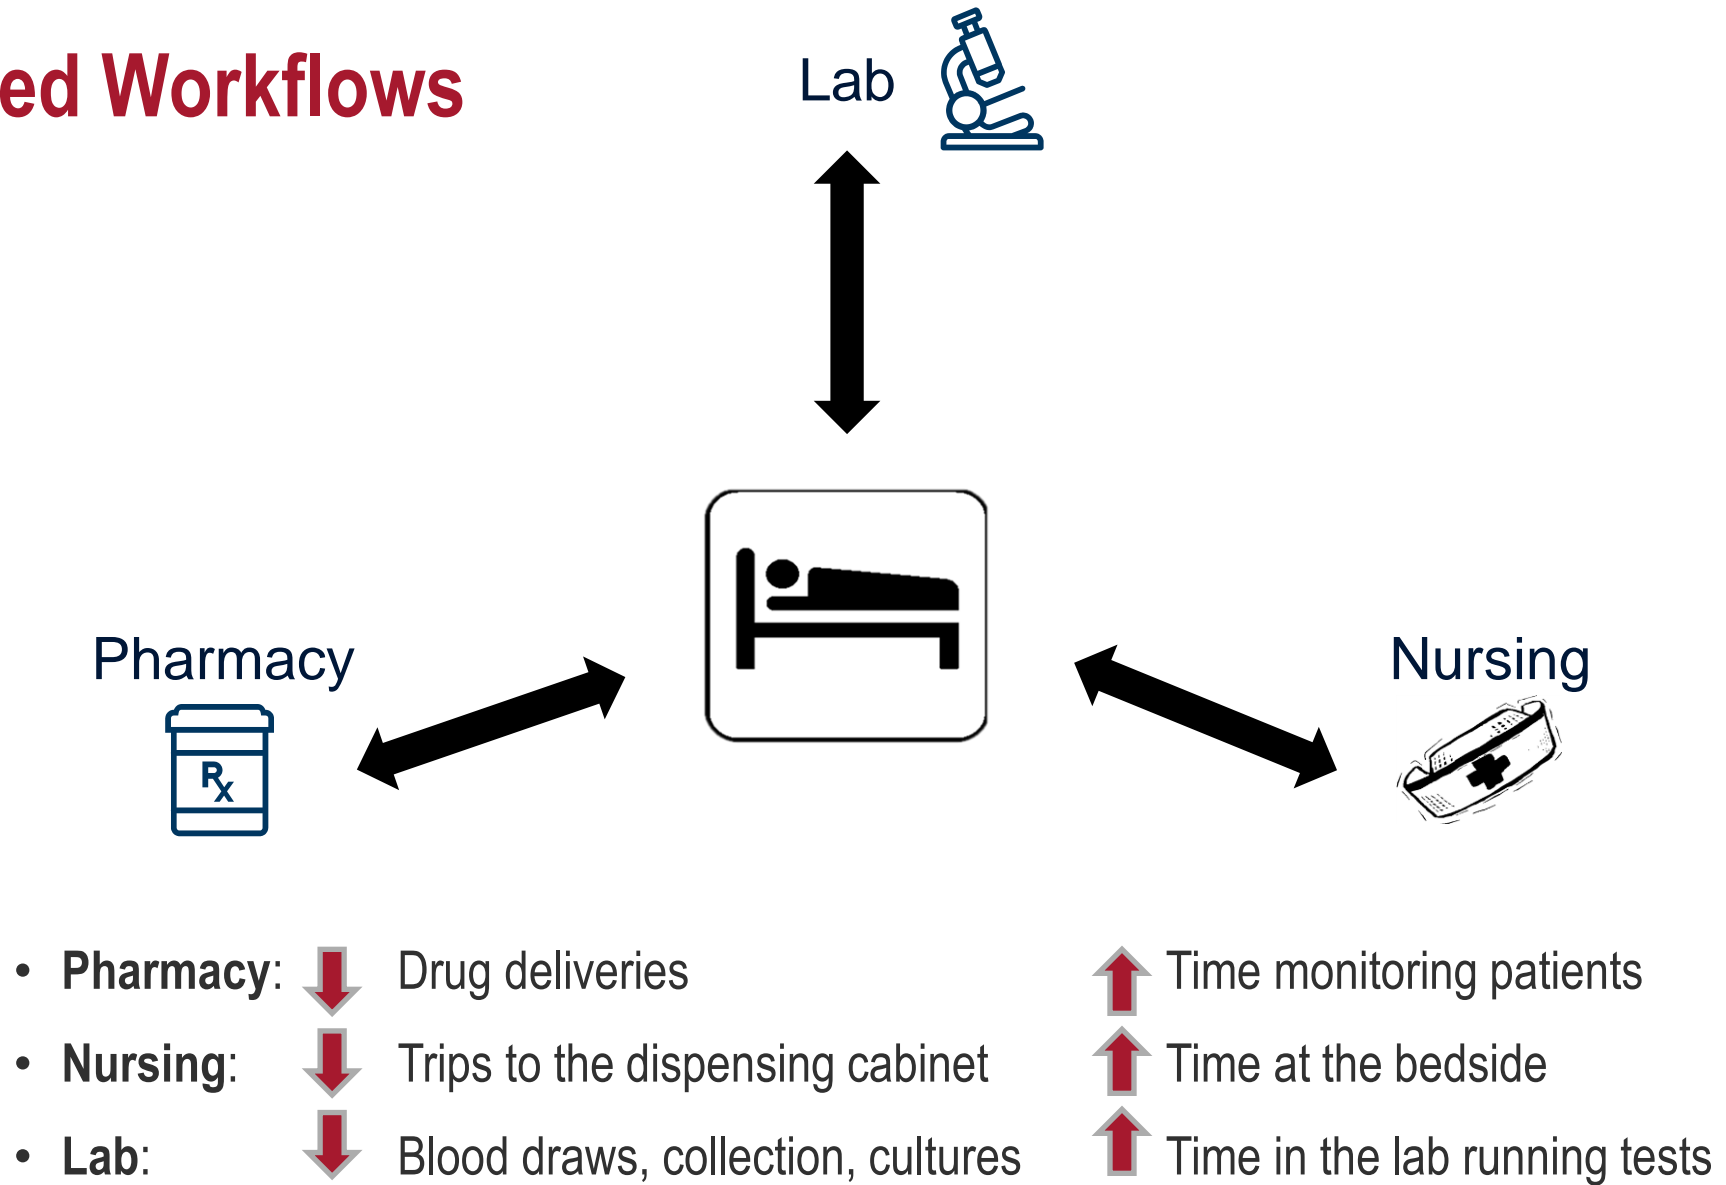 ed Workflows
Lab
Pharmacy
Nursing
Rx
• Pharmacy: Drug deliveries Time monitoring patients
• Nursing: Trips to the dispensing cabinet Time at the bedside
• Lab: Blood draws, collection, cultures Time in the lab running tests